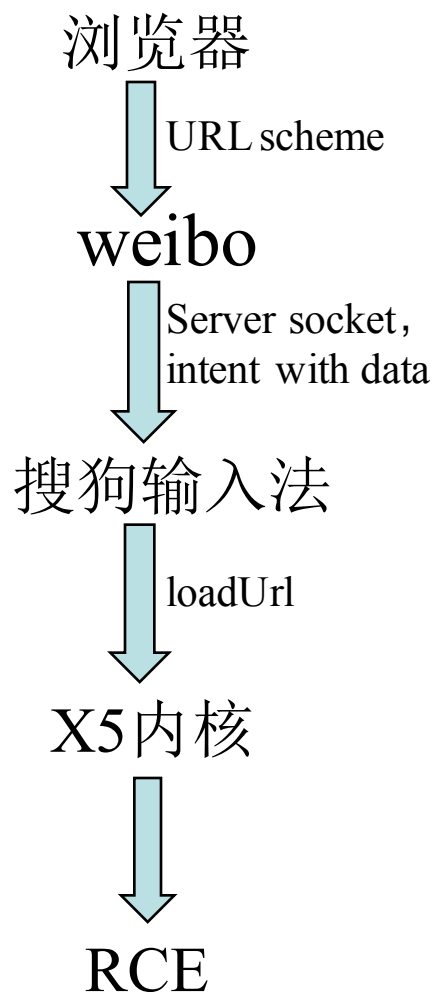 浏览器
URL scheme
weibo
Server socket，
intent with data
搜狗输入法
loadUrl
X5内核
RCE